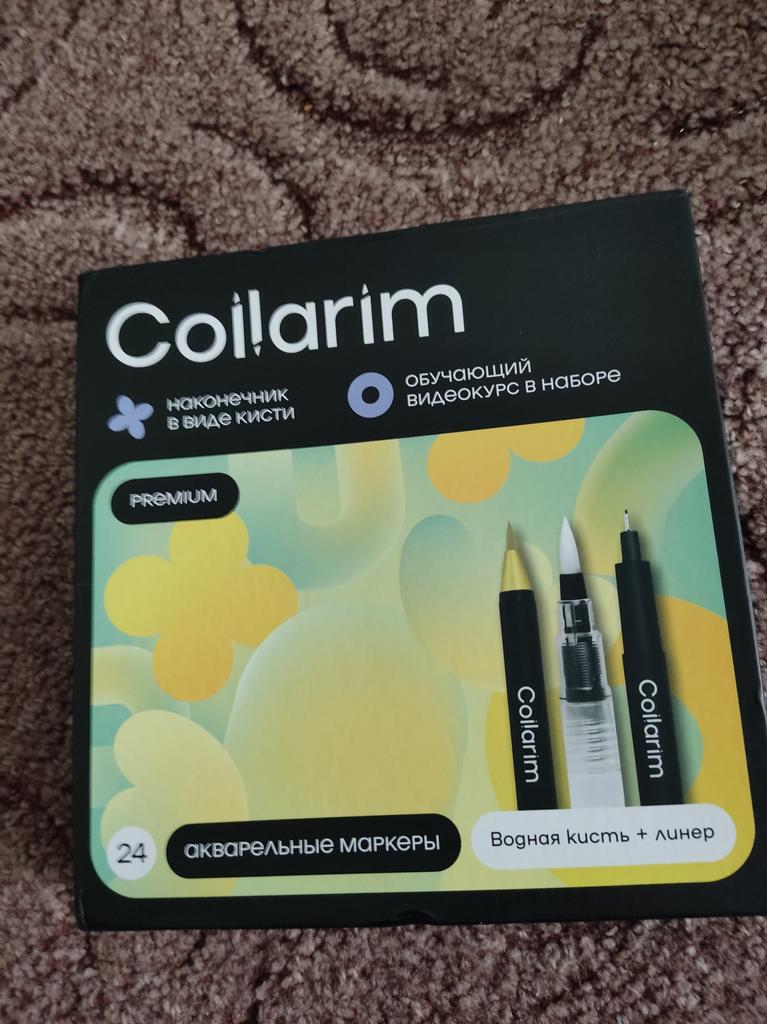 Coilarim
наконечник
в виде кисти
обучающий
видеокурс в наборе
PREMIUM
Coilarim
Coilarim
24
акварельные маркеры
Водная кисть + линер